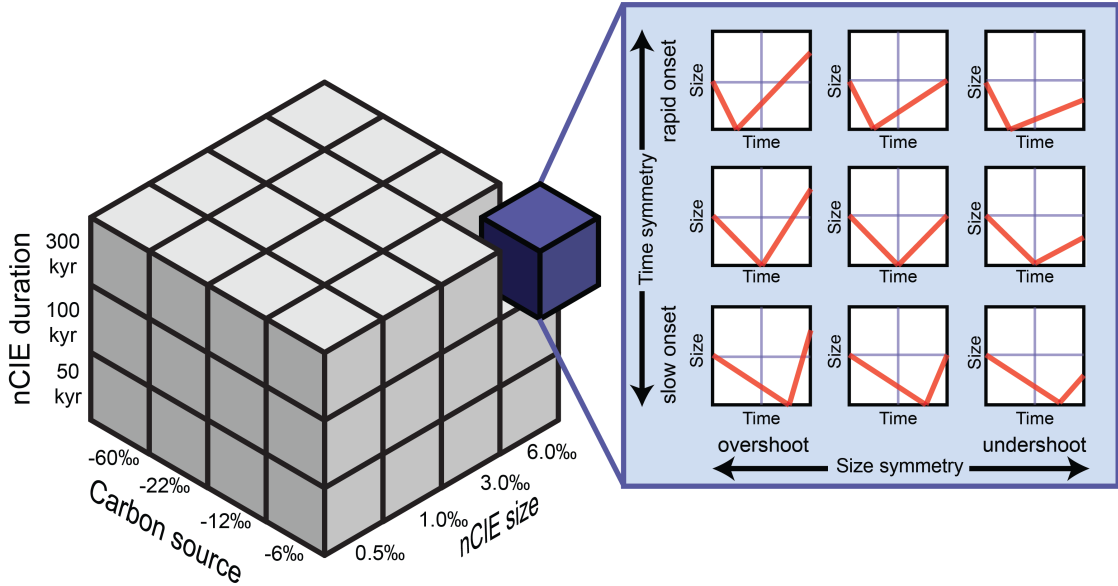 nCIE duration
300
kyr
100
kyr
50
kyr
-60‰
-22‰
-12‰
-6‰
Carbon source
0.5‰
1.0‰
3.0‰
6.0‰
nCIE size
rapid onset
Time symmetry
slow onset
Size
Time
Size
Time
Size
Time
Size
Time
Size
Time
Size
Time
Size
Time
Size
Time
Size
Time
overshoot
undershoot
Size symmetry